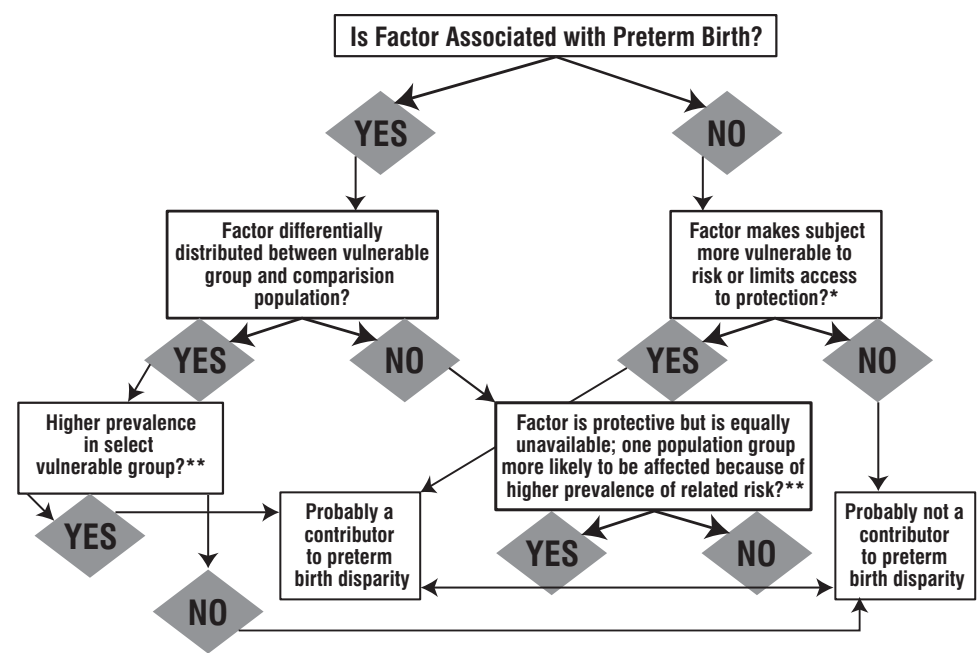 Is Factor Associated with Preterm Birth?
YES
NO
Factor differentially
distributed between vulnerable
group and comparision
population?
Factor makes subject
more vulnerable to
risk or limits access
to protection?*
YES
NO
YES
NO
Higher prevalence
in select
vulnerable group?**
Factor is protective but is equally
unavailable; one population group
more likely to be affected because of
higher prevalence of related risk?**
YES
Probably a
contributor
to preterm
birth disparity
YES
NO
Probably not a
contributor
to preterm
birth disparity
NO